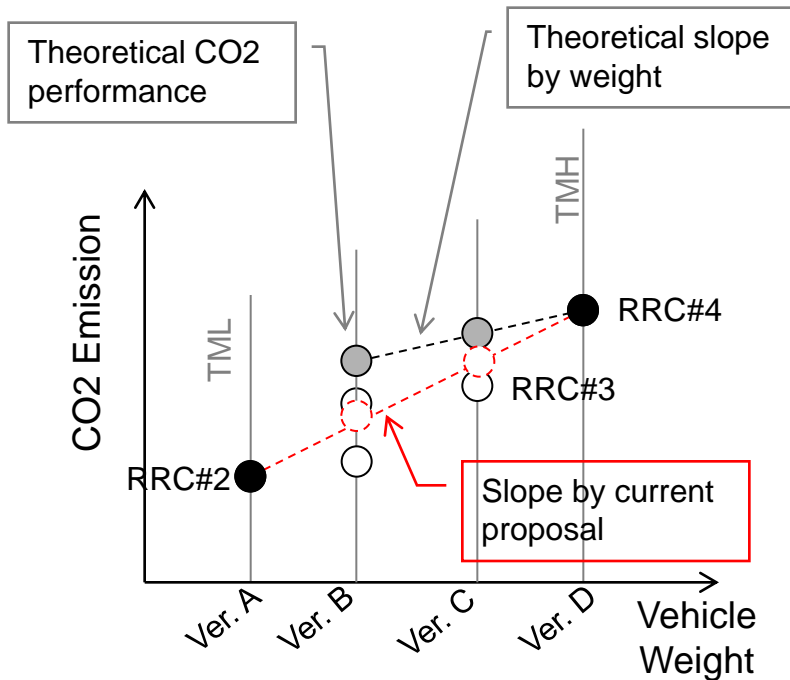 Theoretical CO2
performance
Theoretical slope
by weight
TMH
TML
CO2 Emission
RRC#4
RRC#3
RRC#2
Slope by current
proposal
Ver. A
Ver. B
Ver. C
Ver. D
Vehicle
Weight